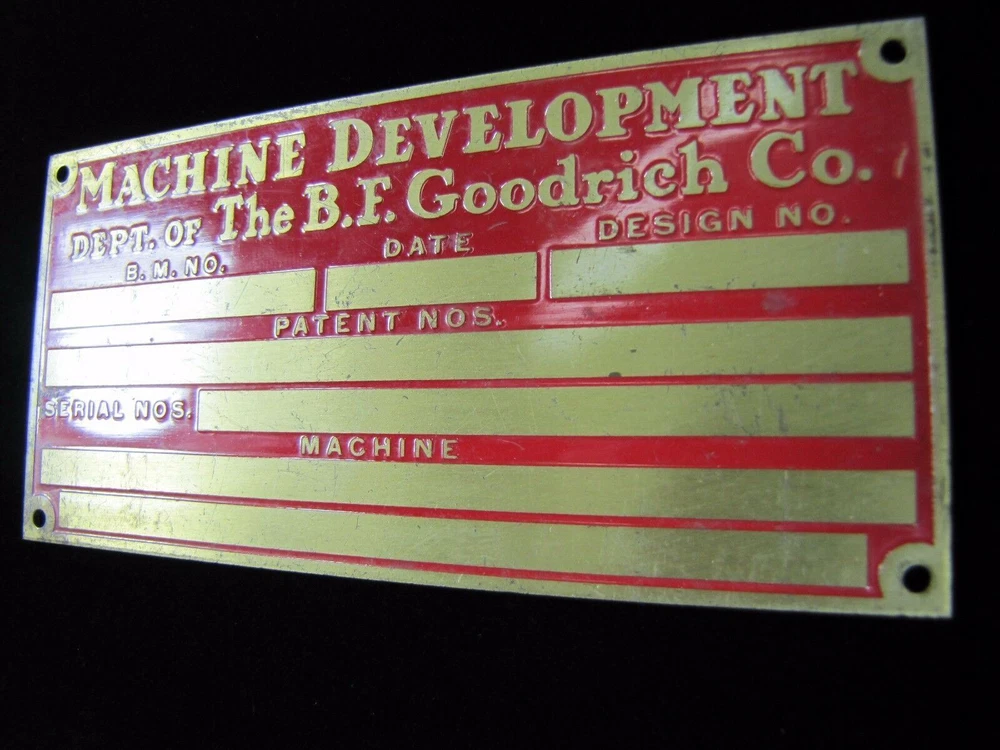 MACHINE DEVELOPMENT
DEPT. OF The B.F. Goodrich Co.
B. M. NO. DATE DESIGN NO.
PATENT NOS.
SERIAL NOS.
MACHINE